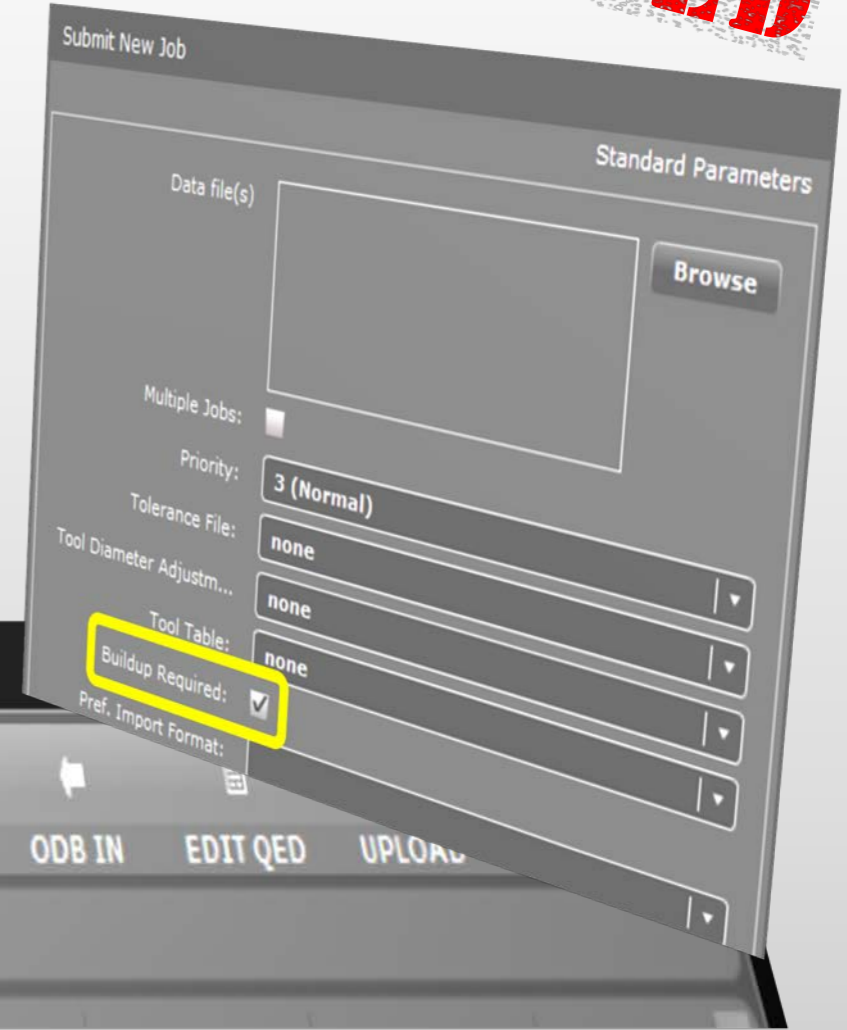 Submit New Job
Standard Parameters
Data file(s)
Browse
Multiple Jobs:
Priority:
3 (Normal)
Tolerance File:
none
Tool Diameter Adjustm...
none
Tool Table:
none
Buildup Required:
Pref. Import Format:
ODB IN
EDIT QED
UPLOAD